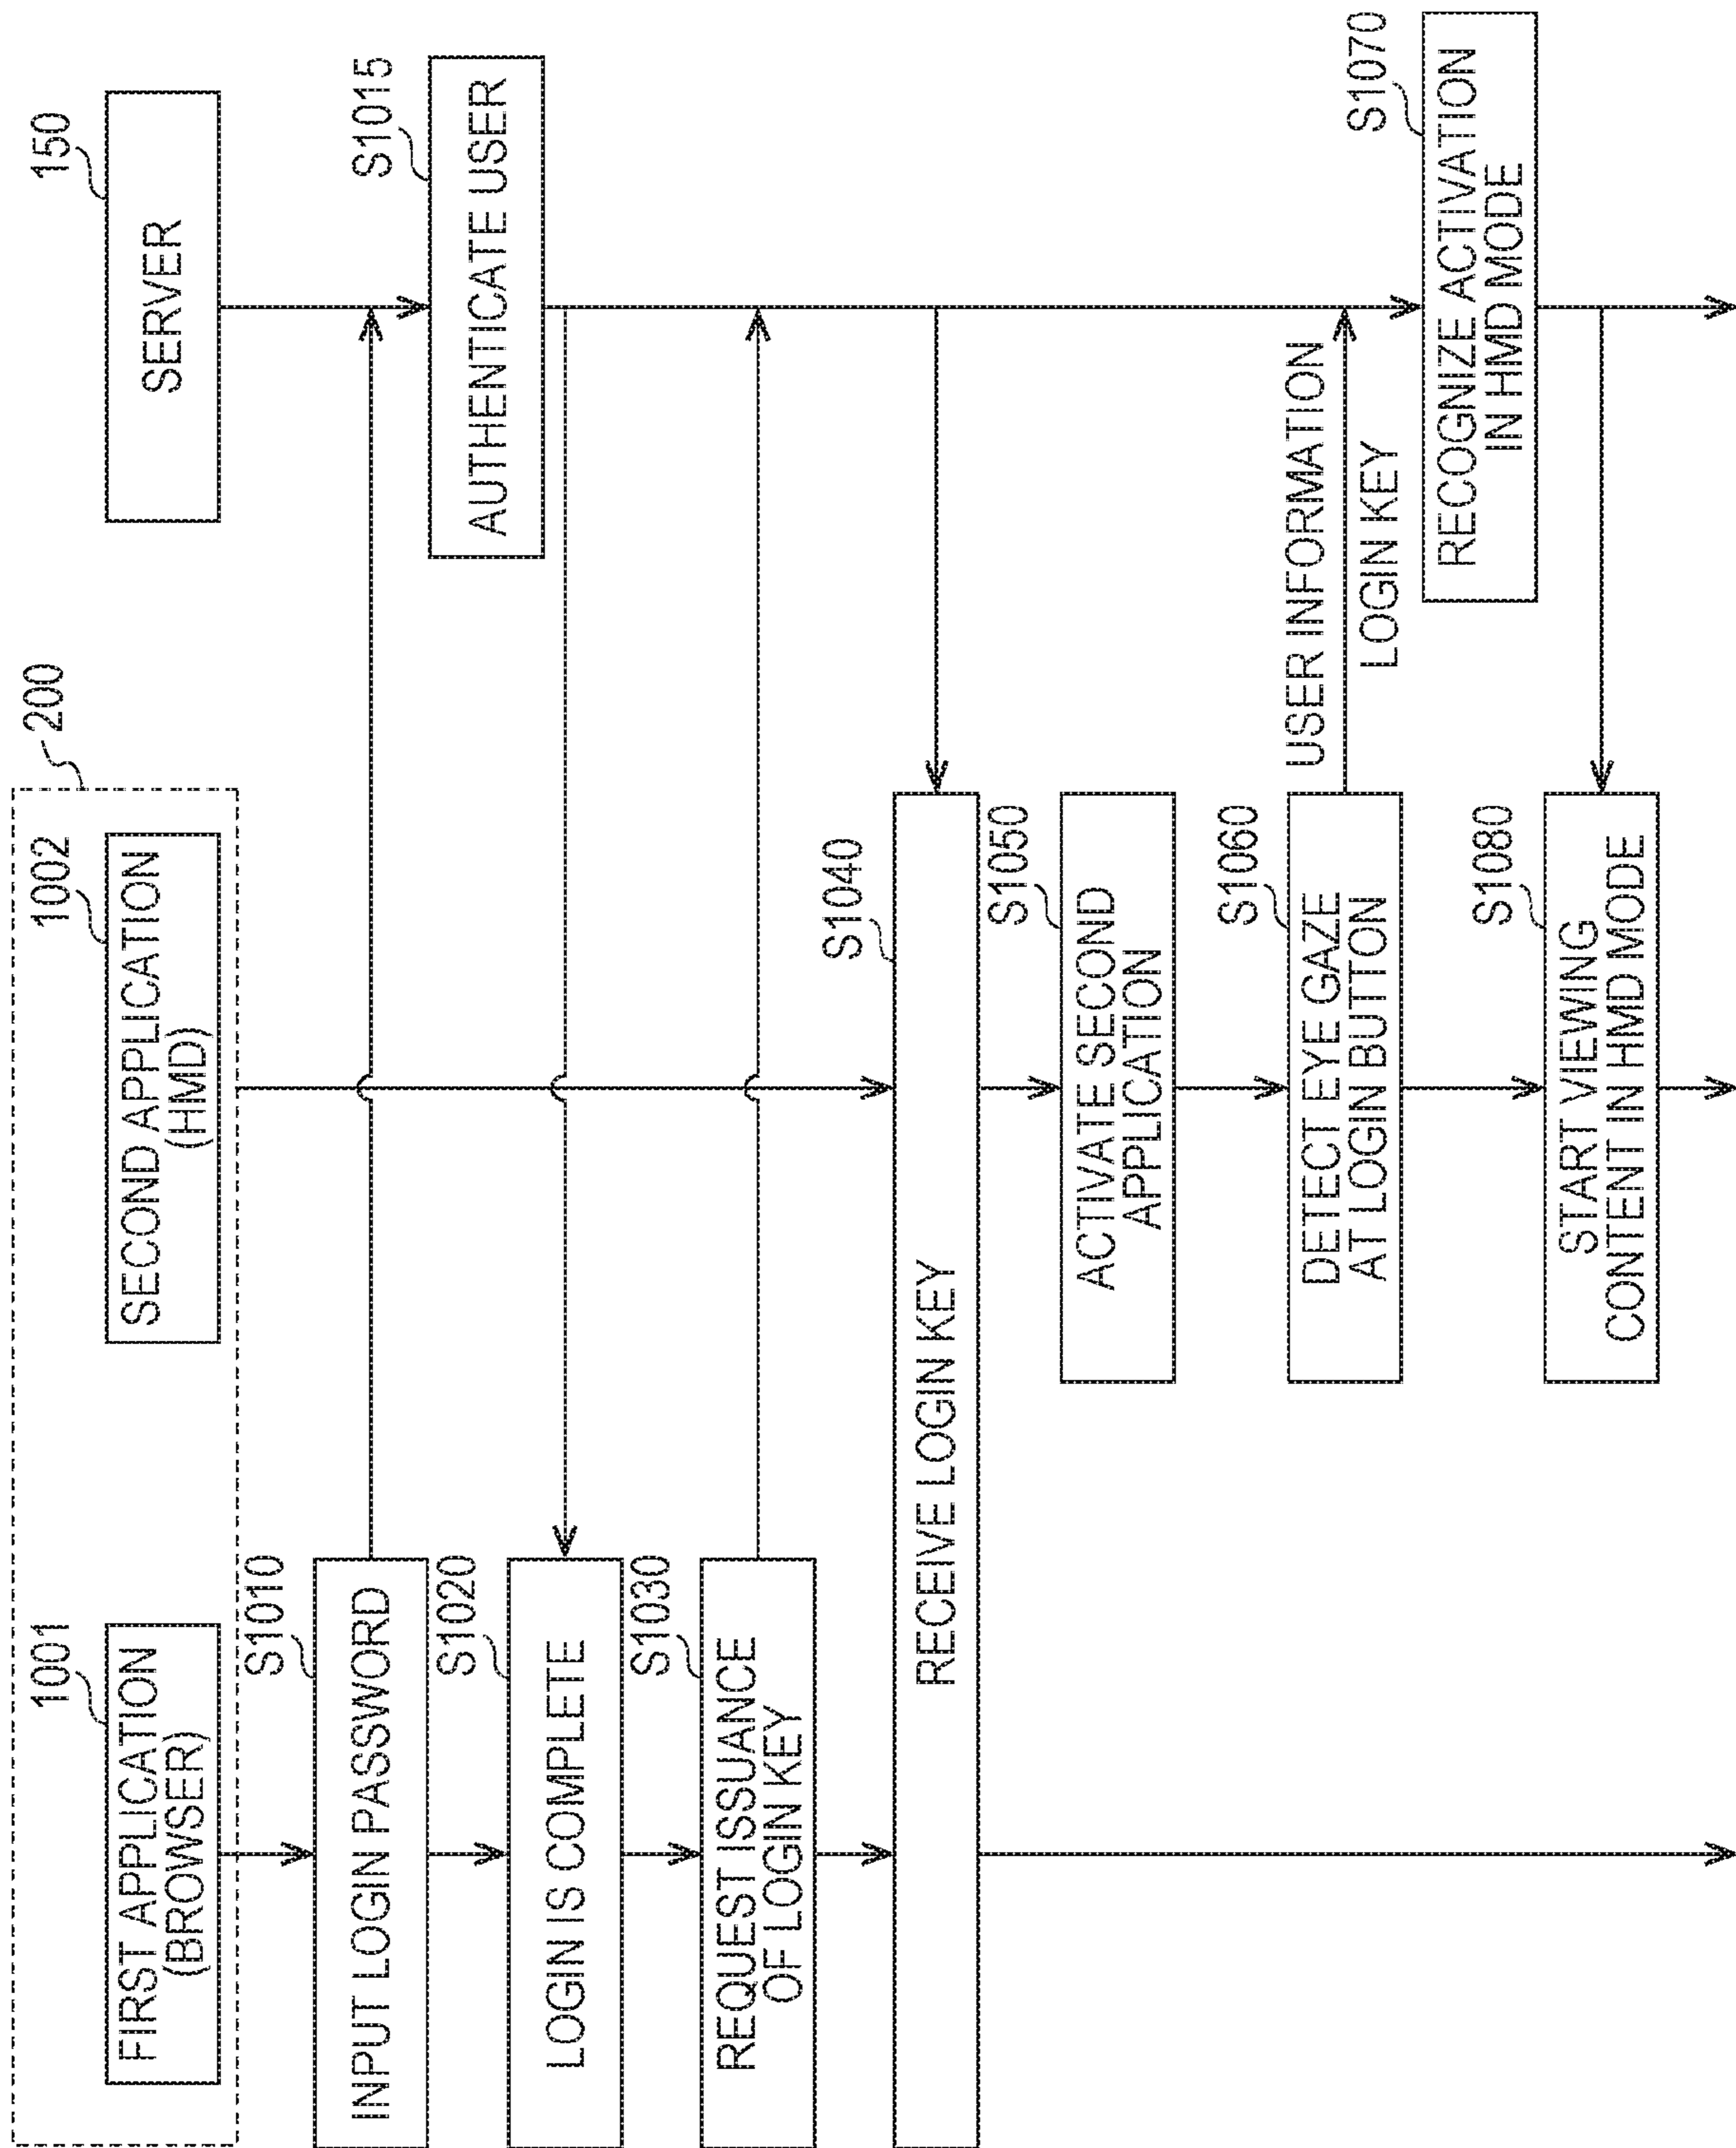 200
1001
FIRST APPLICATION
(BROWSER)
1002
SECOND APPLICATION
(HMD)
150
SERVER
S1010
INPUT LOGIN PASSWORD
S1015
AUTHENTICATE USER
S1020
LOGIN IS COMPLETE
S1030
REQUEST ISSUANCE
OF LOGIN KEY
S1040
RECEIVE LOGIN KEY
S1050
ACTIVATE SECOND
APPLICATION
S1060
DETECT EYE GAZE
AT LOGIN BUTTON
USER INFORMATION
LOGIN KEY
S1070
RECOGNIZE ACTIVATION
IN HMD MODE
S1080
START VIEWING
CONTENT IN HMD MODE